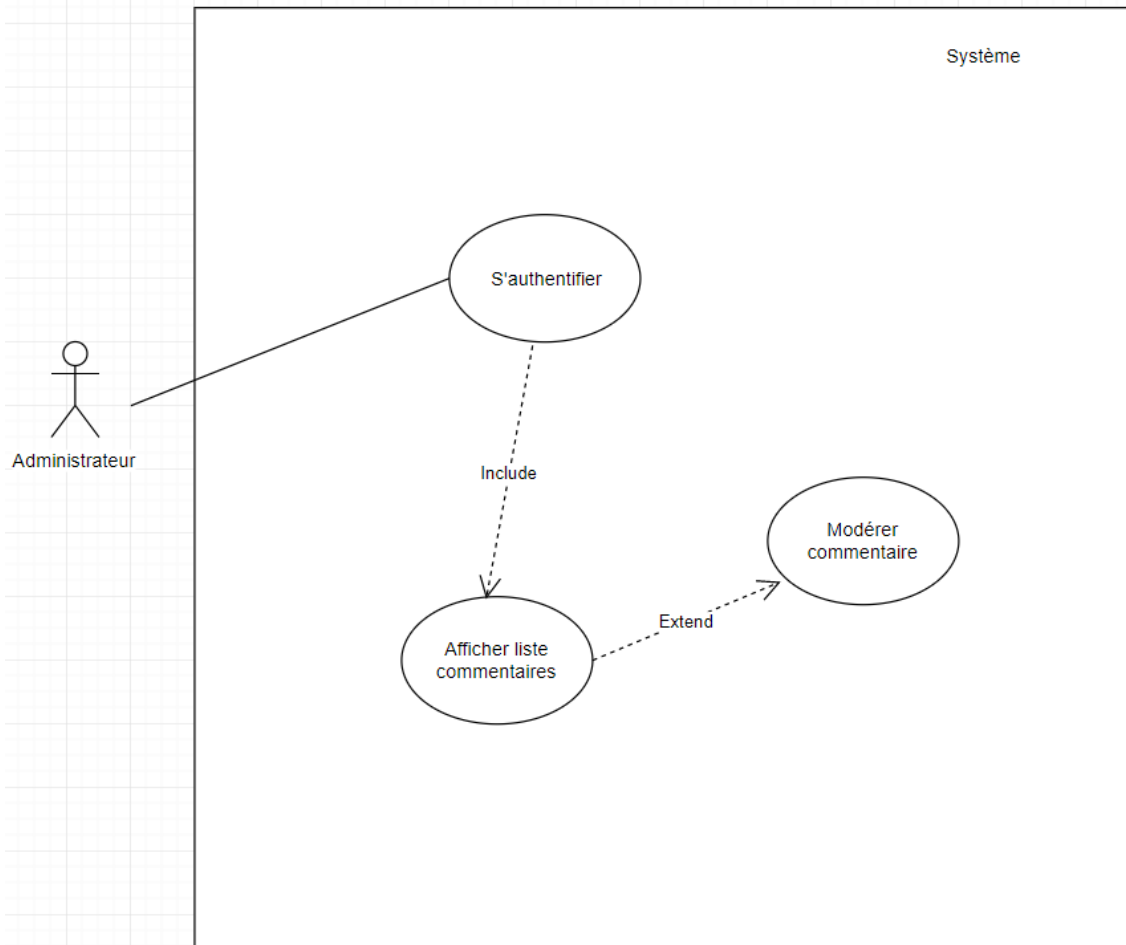 Système
S'authentifier
Administrateur
Include
Modérer
commentaire
Extend
Afficher liste
commentaires